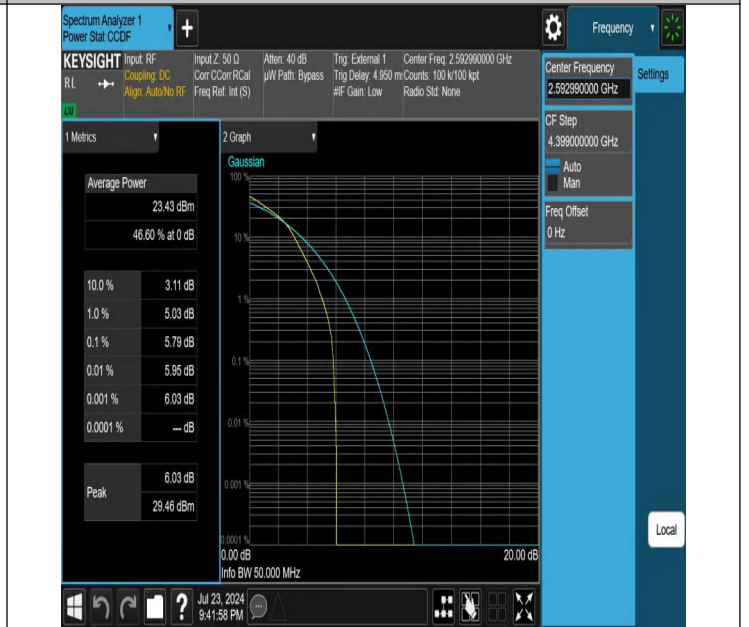 Spectrum Analyzer 1
Power Stat CCDF
+
Frequency
KEYSIGHT
RL
Input: RF
Coupling: DC
Align: Auto/No RF
Input Z: 50 Ω
Corr CCorr RCal
Freq Ref: Int (S)
Atten: 40 dB
µW Path: Bypass
Trig: External 1
Trig Delay: 4.950 ms
#IF Gain: Low
Center Freq: 2.592990000 GHz
Counts: 100 k/100 kpt
Radio Std: None
Center Frequency
2.592990000 GHz
Settings
CF Step
4.399000000 GHz
Auto
Man
Freq Offset
0 Hz
1 Metrics
Average Power
23.43 dBm
46.60 % at 0 dB
10.0 % 3.11 dB
1.0 % 5.03 dB
0.1 % 5.79 dB
0.01 % 5.95 dB
0.001 % 6.03 dB
0.0001 % --- dB
Peak
6.03 dB
29.46 dBm
2 Graph
Gaussian
100 %
10 %
1 %
0.1 %
0.01 %
0.001 %
0.0001 %
0.00 dB 20.00 dB
Info BW 50.000 MHz
Local
?
Jul 23, 2024
9:41:58 PM